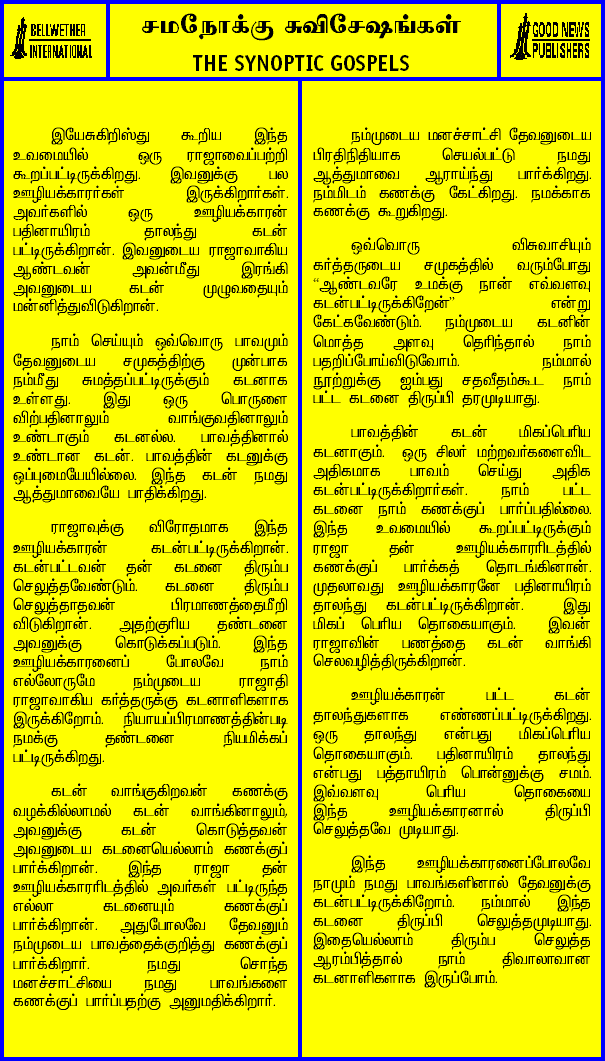 BELLWETHER
INTERNATIONAL
சமநோக்கு சுவிசேஷங்கள்
THE SYNOPTIC GOSPELS
GOOD NEWS
PUBLISHERS
இயேசுகிறிஸ்து கூறிய இந்த
உவமையில் ஒரு ராஜாவைப்பற்றி
கூறப்பட்டிருக்கிறது. இவனுக்கு பல
ஊழியக்காரர்கள் இருக்கிறார்கள்.
அவர்களில் ஒரு ஊழியக்காரன்
பதினாயிரம் தாலந்து கடன்
பட்டிருக்கிறான். இவனுடைய ராஜாவாகிய
ஆண்டவன் அவன்மீது இரங்கி
அவனுடைய கடன் முழுவதையும்
மன்னித்துவிடுகிறான்.
நாம் செய்யும் ஒவ்வொரு பாவமும்
தேவனுடைய சமுகத்திற்கு முன்பாக
நம்மீது சுமத்தப்பட்டிருக்கும் கடனாக
உள்ளது. இது ஒரு பொருளை
விற்பதினாலும் வாங்குவதினாலும்
உண்டாகும் கடனல்ல. பாவத்தினால்
உண்டான கடன். பாவத்தின் கடனுக்கு
ஒப்புமையேயில்லை. இந்த கடன் நமது
ஆத்துமாவையே பாதிக்கிறது.
ராஜாவுக்கு விரோதமாக இந்த
ஊழியக்காரன் கடன்பட்டிருக்கிறான்.
கடன்பட்டவன் தன் கடனை திரும்ப
செலுத்தவேண்டும். கடனை திரும்ப
செலுத்தாதவன் பிரமாணத்தைமீறி
விடுகிறான். அதற்குரிய தண்டனை
அவனுக்கு கொடுக்கப்படும். இந்த
ஊழியக்காரனைப் போலவே நாம்
எல்லோருமே நம்முடைய ராஜாதி
ராஜாவாகிய கர்த்தருக்கு கடனாளிகளாக
இருக்கிறோம். நியாயப்பிரமாணத்தின்படி
நமக்கு தண்டனை நியமிக்கப்
பட்டிருக்கிறது.
கடன் வாங்குகிறவன் கணக்கு
வழக்கில்லாமல் கடன் வாங்கினாலும்,
அவனுக்கு கடன் கொடுத்தவன்
அவனுடைய கடனையெல்லாம் கணக்குப்
பார்க்கிறான். இந்த ராஜா தன்
ஊழியக்காரரிடத்தில் அவர்கள் பட்டிருந்த
எல்லா கடனையும் கணக்குப்
பார்க்கிறான். அதுபோலவே தேவனும்
நம்முடைய பாவத்தைக்குறித்து கணக்குப்
பார்க்கிறார். நமது சொந்த
மனச்சாட்சியை நமது பாவங்களை
கணக்குப் பார்ப்பதற்கு அனுமதிக்கிறார்.
நம்முடைய மனச்சாட்சி தேவனுடைய
பிரதிநிதியாக செயல்பட்டு நமது
ஆத்துமாவை ஆராய்ந்து பார்க்கிறது.
நம்மிடம் கணக்கு கேட்கிறது. நமக்காக
கணக்கு கூறுகிறது.
ஒவ்வொரு விசுவாசியும்
கர்த்தருடைய சமுகத்தில் வரும்போது
“ஆண்டவரே உமக்கு நான் எவ்வளவு
கடன்பட்டிருக்கிறேன்” என்று
கேட்கவேண்டும். நம்முடைய கடனின்
மொத்த அளவு தெரிந்தால் நாம்
பதறிப்போய்விடுவோம். நம்மால்
நூற்றுக்கு ஐம்பது சதவீதம்கூட நாம்
பட்ட கடனை திருப்பி தரமுடியாது.
பாவத்தின் கடன் மிகப்பெரிய
கடனாகும். ஒரு சிலர் மற்றவர்களைவிட
அதிகமாக பாவம் செய்து அதிக
கடன்பட்டிருக்கிறார்கள். நாம் பட்ட
கடனை நாம் கணக்குப் பார்ப்பதில்லை.
இந்த உவமையில் கூறப்பட்டிருக்கும்
ராஜா தன் ஊழியக்காரரிடத்தில்
கணக்குப் பார்க்கத் தொடங்கினான்.
முதலாவது ஊழியக்காரனே பதினாயிரம்
தாலந்து கடன்பட்டிருக்கிறான். இது
மிகப் பெரிய தொகையாகும். இவன்
ராஜாவின் பணத்தை கடன் வாங்கி
செலவழித்திருக்கிறான்.
ஊழியக்காரன் பட்ட கடன்
தாலந்துகளாக எண்ணப்பட்டிருக்கிறது.
ஒரு தாலந்து என்பது மிகப்பெரிய
தொகையாகும். பதினாயிரம் தாலந்து
என்பது பத்தாயிரம் பொன்னுக்கு சமம்.
இவ்வளவு பெரிய தொகையை
இந்த ஊழியக்காரனால் திருப்பி
செலுத்தவே முடியாது.
இந்த ஊழியக்காரனைப்போலவே
நாமும் நமது பாவங்களினால் தேவனுக்கு
கடன்பட்டிருக்கிறோம். நம்மால் இந்த
கடனை திருப்பி செலுத்தமுடியாது.
இதையெல்லாம் திரும்ப செலுத்த
ஆரம்பித்தால் நாம் திவாலாவான
கடனாளிகளாக இருப்போம்.